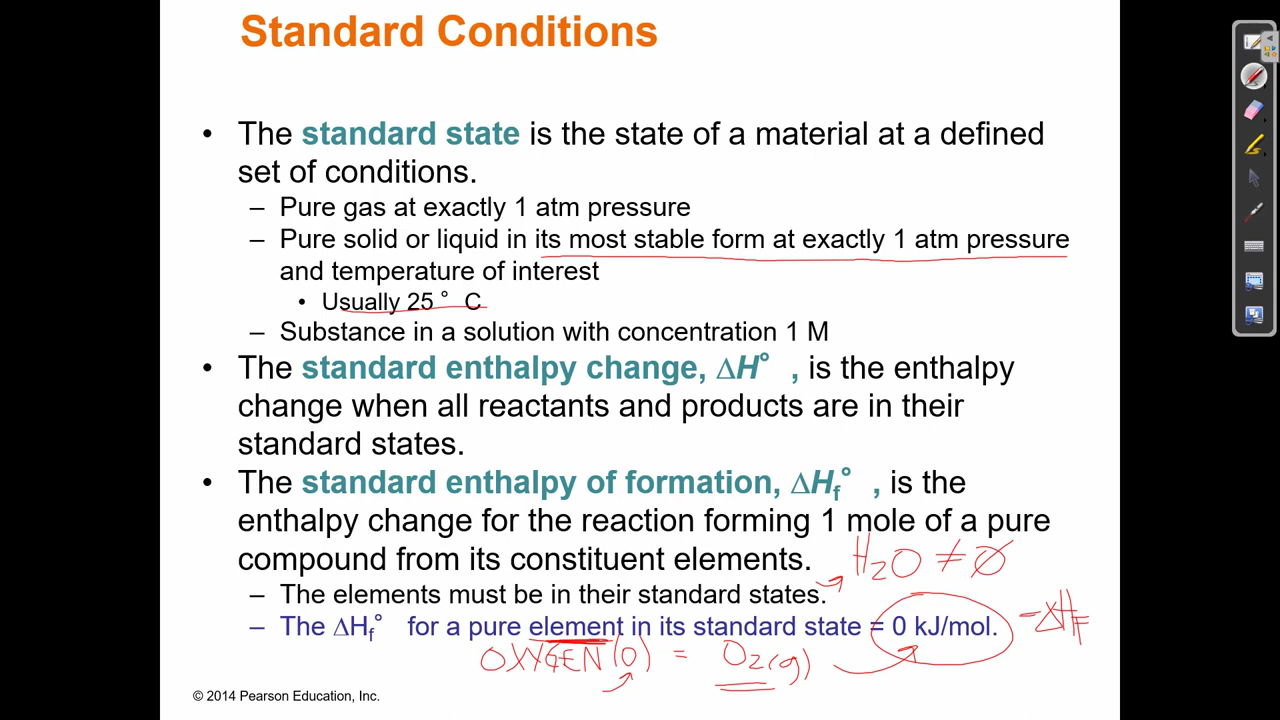 Standard Conditions
• The standard state is the state of a material at a defined
set of conditions.
– Pure gas at exactly 1 atm pressure
– Pure solid or liquid in its most stable form at exactly 1 atm pressure
and temperature of interest
• Usually 25 ° C
– Substance in a solution with concentration 1 M
• The standard enthalpy change, ∆H° , is the enthalpy
change when all reactants and products are in their
standard states.
• The standard enthalpy of formation, ∆Hf° , is the
enthalpy change for the reaction forming 1 mole of a pure
compound from its constituent elements.
H2O ≠ 0
– The elements must be in their standard states.
– The ∆Hf° for a pure element in its standard state = 0 kJ/mol.
OXYGEN (O) = O2(g)
© 2014 Pearson Education, Inc.